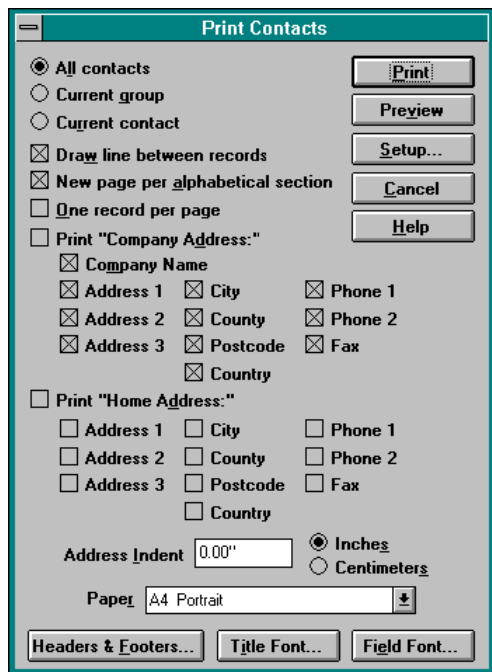 Print Contacts
All contacts
Current group
Current contact
Print
Preview
Setup...
Cancel
Help
Draw line between records
New page per alphabetical section
One record per page
Print "Company Address:"
Company Name
Address 1 City Phone 1
Address 2 County Phone 2
Address 3 Postcode Fax
Country
Print "Home Address:"
Address 1 City Phone 1
Address 2 County Phone 2
Address 3 Postcode Fax
Country
Address Indent 0.00" Inches
Centimeters
Paper A4 Portrait
Headers & Footers... Title Font... Field Font...